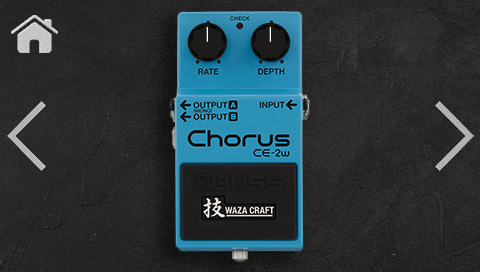 CHECK
RATE DEPTH
OUTPUT A INPUT
(MONO)
OUTPUT B
Chorus
CE-2w
BOSS
技 WAZA CRAFT